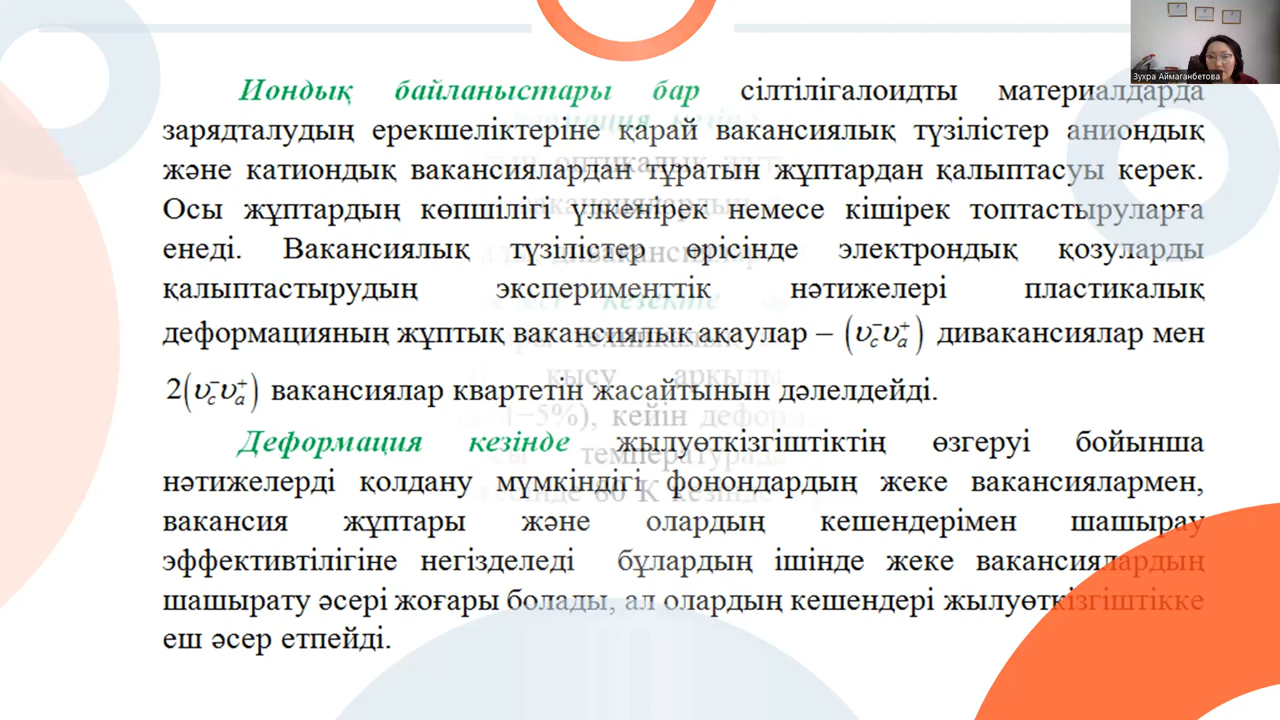 Зухра Аймаганбетова
Иондық байланыстары бар сілтілігалоидты материалдарда
зарядталудың ерекшеліктеріне қарай вакансиялық түзілістер аниондық
және катиондық вакансиялардан тұратын жұптардан қалыптасуы керек.
Осы жұптардың көпшілігі үлкенірек немесе кішірек топтастыруларға
енеді. Вакансиялық түзілістер өрісінде электрондық қозуларды
қалыптастырудың эксперименттік нәтижелері пластикалық
деформацияның жұптық вакансиялық ақаулар – (υc⁻υa⁺) дивакансиялар мен
2(υc⁻υa⁺) вакансиялар квартетін жасайтынын дәлелдейді.
Деформация кезінде жылуөткізгіштіктің өзгеруі бойынша
нәтижелерді қолдану мүмкіндігі фонондардың жеке вакансиялармен,
вакансия жұптары және олардың кешендерімен шашырау
эффективтілігіне негізделеді бұлардың ішінде жеке вакансиялардың
шашырату әсері жоғары болады, ал олардың кешендері жылуөткізгіштікке
еш әсер етпейді.